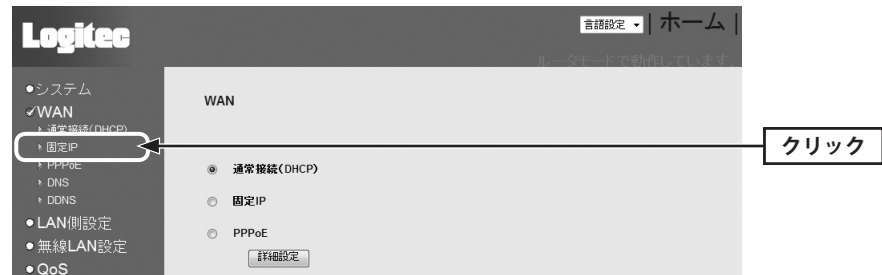 Logitec
言語設定 | ホーム |
ルータモードで動作しています。
システム
WAN
通常接続(DHCP)
固定IP
PPPoE
DNS
DDNS
LAN側設定
無線LAN設定
QoS
WAN
通常接続(DHCP)
固定IP
PPPoE
詳細設定
クリック